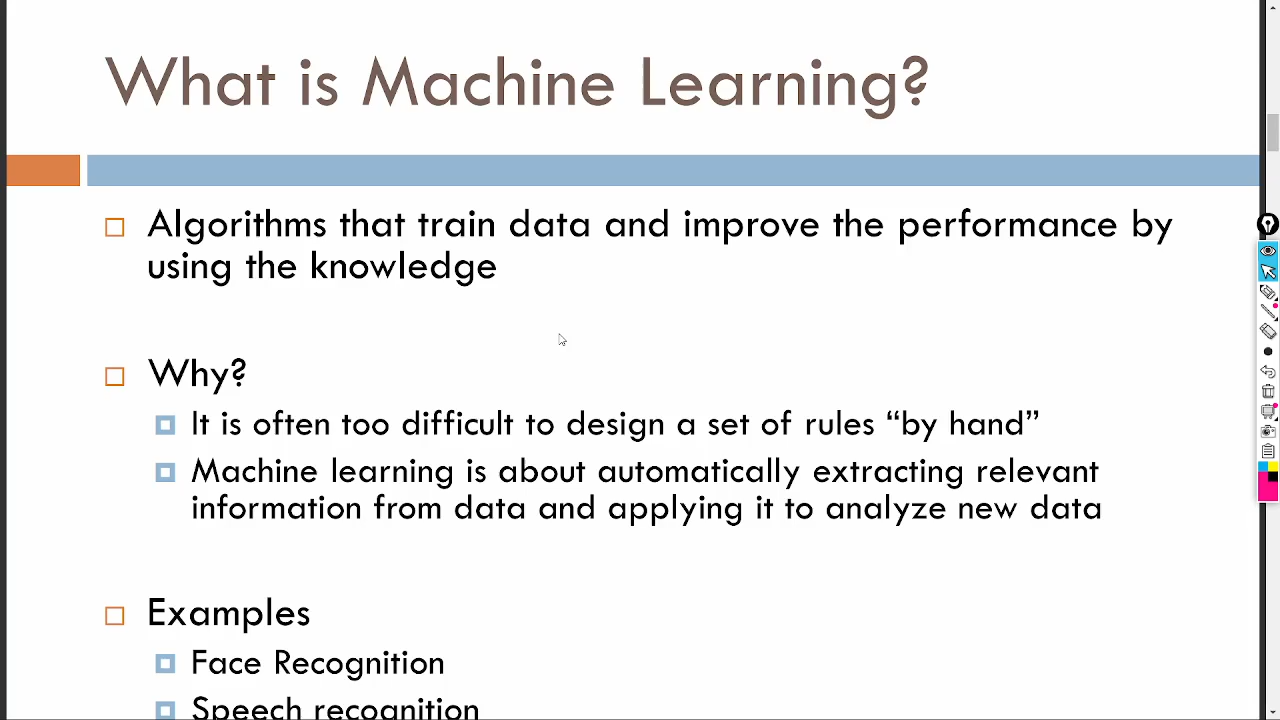 What is Machine Learning?
Algorithms that train data and improve the performance by
using the knowledge
Why?
It is often too difficult to design a set of rules “by hand”
Machine learning is about automatically extracting relevant
information from data and applying it to analyze new data
Examples
Face Recognition
Speech recognition